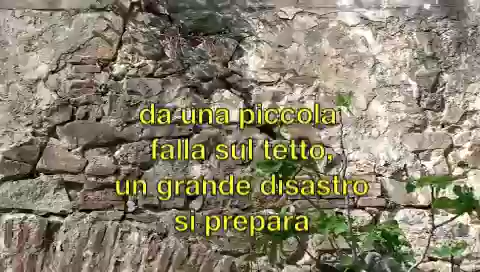 da una piccola
falla sul tetto,
un grande disastro
si prepara